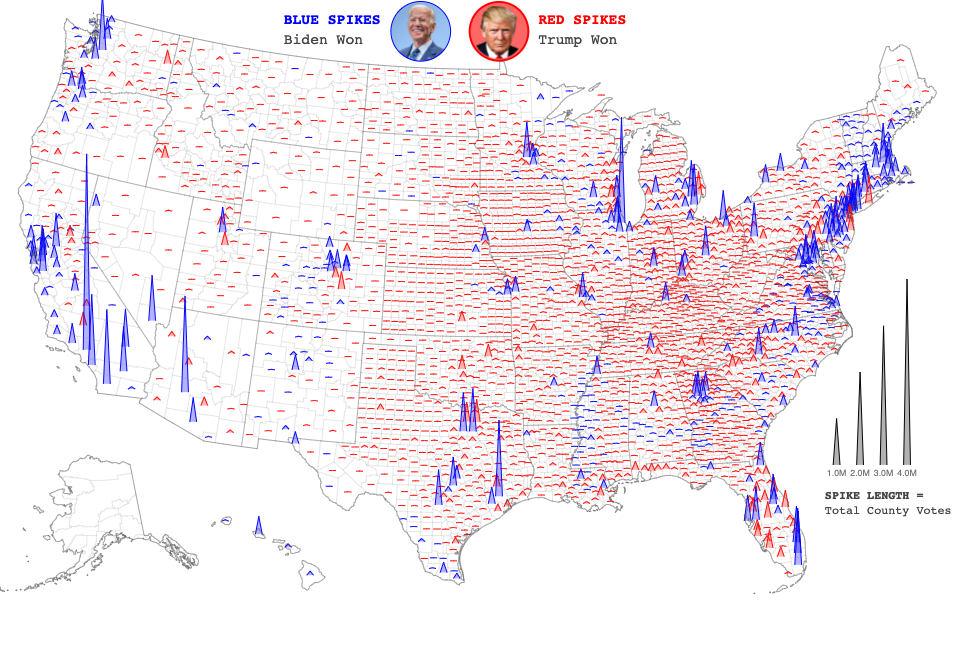 BLUE SPIKES
Biden Won
RED SPIKES
Trump Won
1.0M 2.0M 3.0M 4.0M
SPIKE LENGTH =
Total County Votes